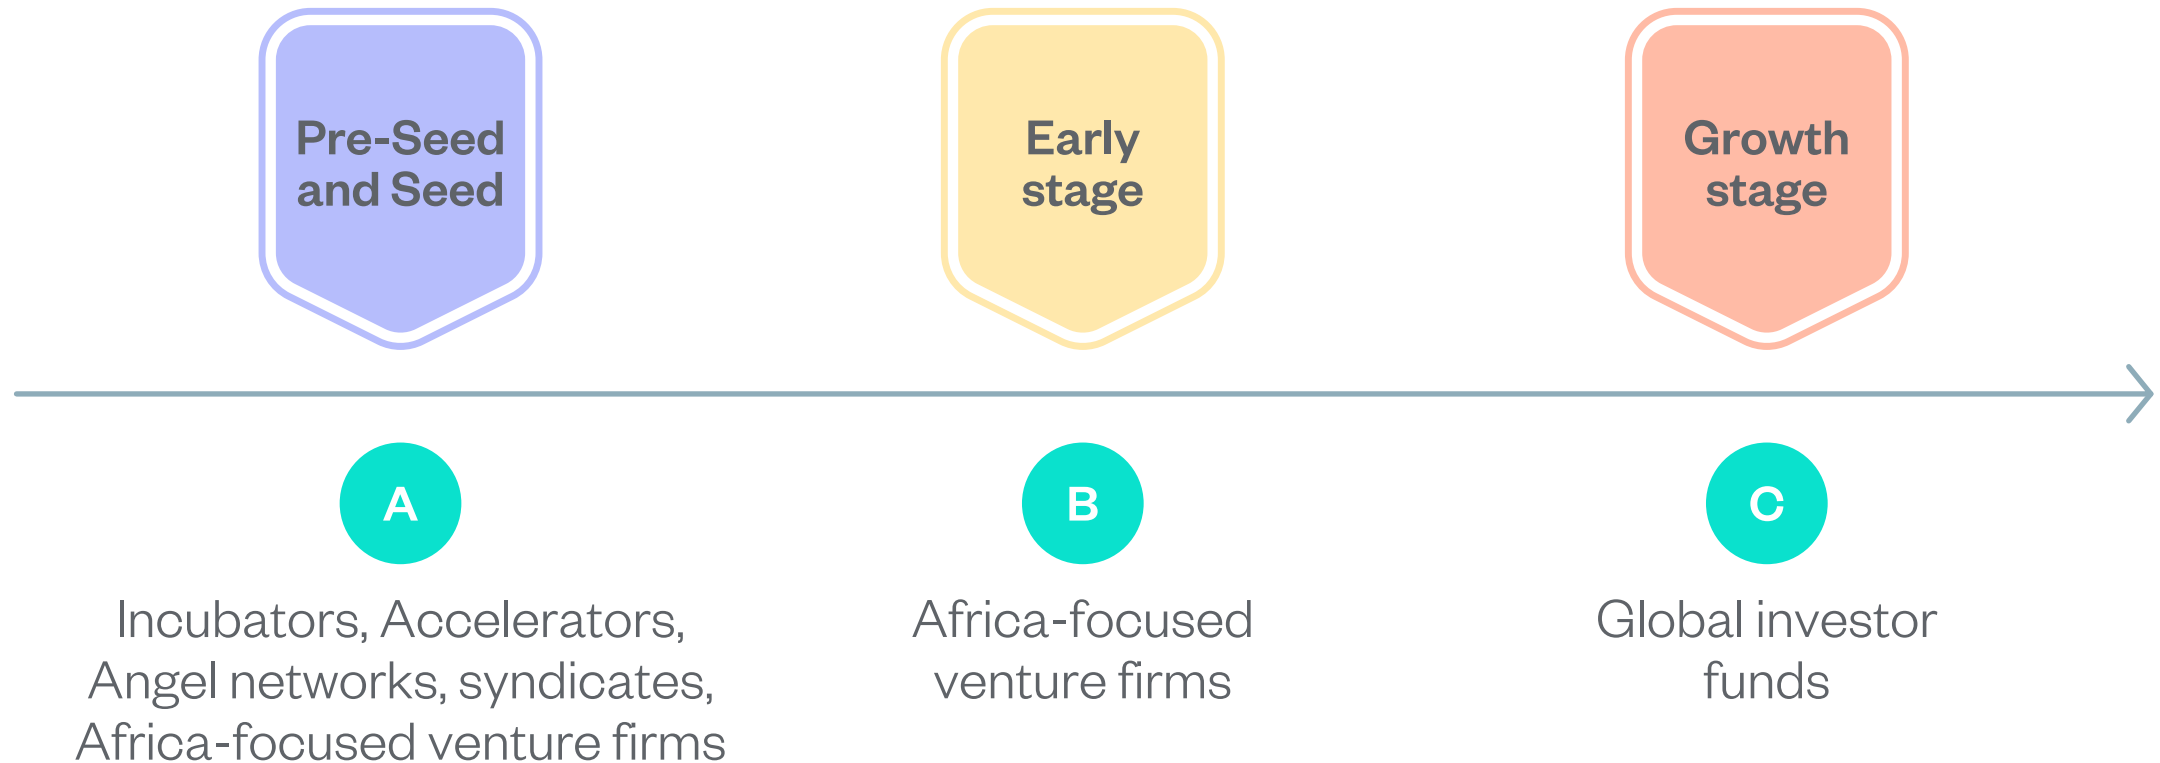 Pre-Seed
and Seed
Early
stage
Growth
stage
A
Incubators, Accelerators,
Angel networks, syndicates,
Africa-focused venture firms
B
Africa-focused
venture firms
C
Global investor
funds